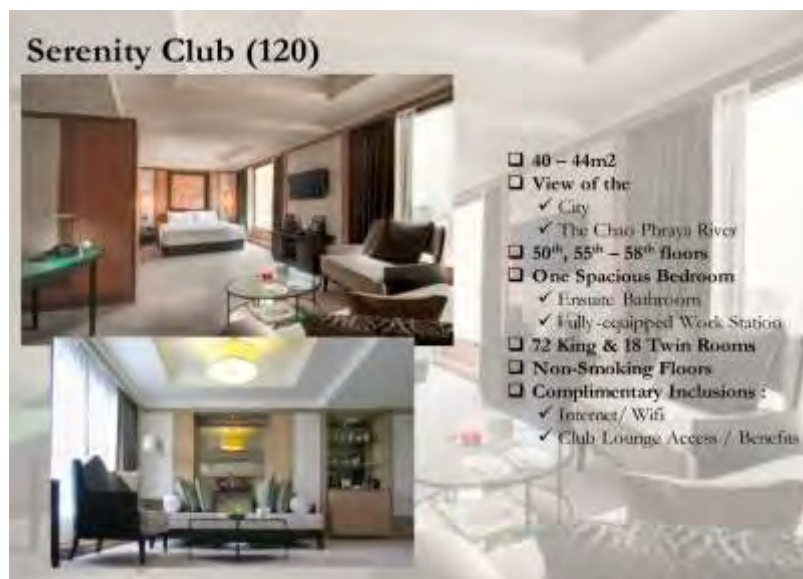 Serenity Club (120)
❑ 40 – 44m2
❑ View of the
✓ City
✓ The Chao Phraya River
❑ 50th, 55th – 58th floors
❑ One Spacious Bedroom
✓ Ensuite Bathroom
✓ Fully-equipped Work Station
❑ 72 King & 18 Twin Rooms
❑ Non-Smoking Floors
❑ Complimentary Inclusions :
✓ Internet/ Wifi
✓ Club Lounge Access / Benefits